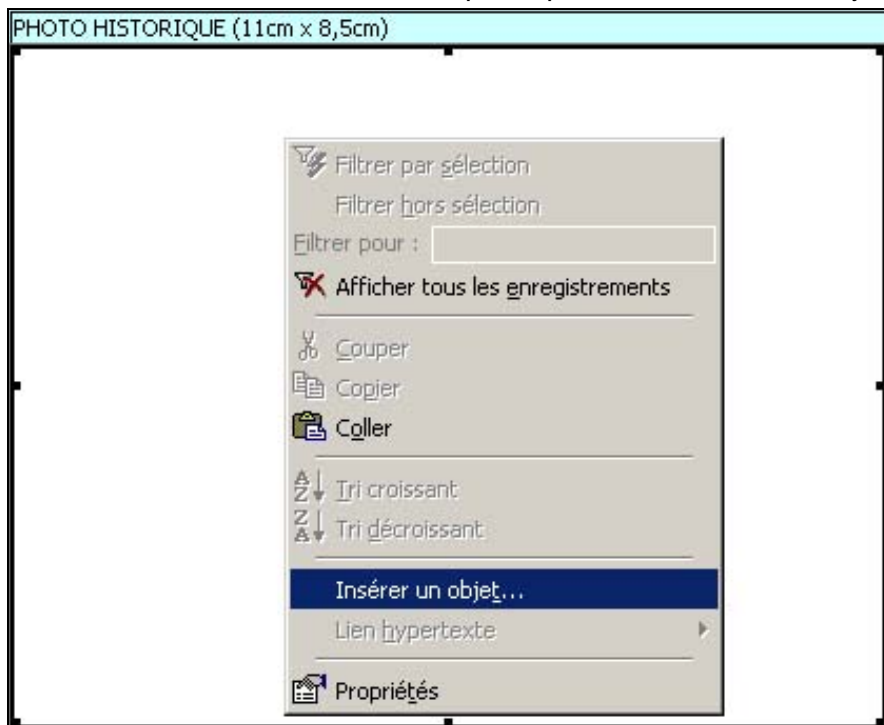 PHOTO HISTORIQUE (11cm x 8,5cm)
Filtrer par sélection
Filtrer hors sélection
Filtrer pour :
Afficher tous les enregistrements
Couper
Copier
Coller
Tri croissant
Tri décroissant
Insérer un objet...
Lien hypertexte
Propriétés